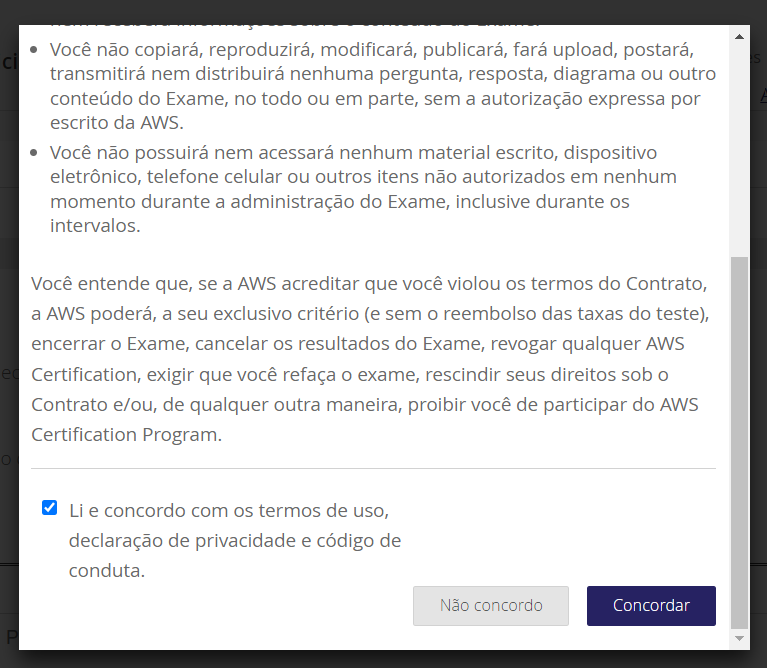 Você não copiará, reproduzirá, modificará, publicará, fará upload, postará,
transmitirá nem distribuirá nenhuma pergunta, resposta, diagrama ou outro
conteúdo do Exame, no todo ou em parte, sem a autorização expressa por
escrito da AWS.
Você não possuirá nem acessará nenhum material escrito, dispositivo
eletrônico, telefone celular ou outros itens não autorizados em nenhum
momento durante a administração do Exame, inclusive durante os
intervalos.
Você entende que, se a AWS acreditar que você violou os termos do Contrato,
a AWS poderá, a seu exclusivo critério (e sem o reembolso das taxas do teste),
encerrar o Exame, cancelar os resultados do Exame, revogar qualquer AWS
Certification, exigir que você refaça o exame, rescindir seus direitos sob o
Contrato e/ou, de qualquer outra maneira, proibir você de participar do AWS
Certification Program.
Li e concordo com os termos de uso,
declaração de privacidade e código de
conduta.
Não concordo
Concordar